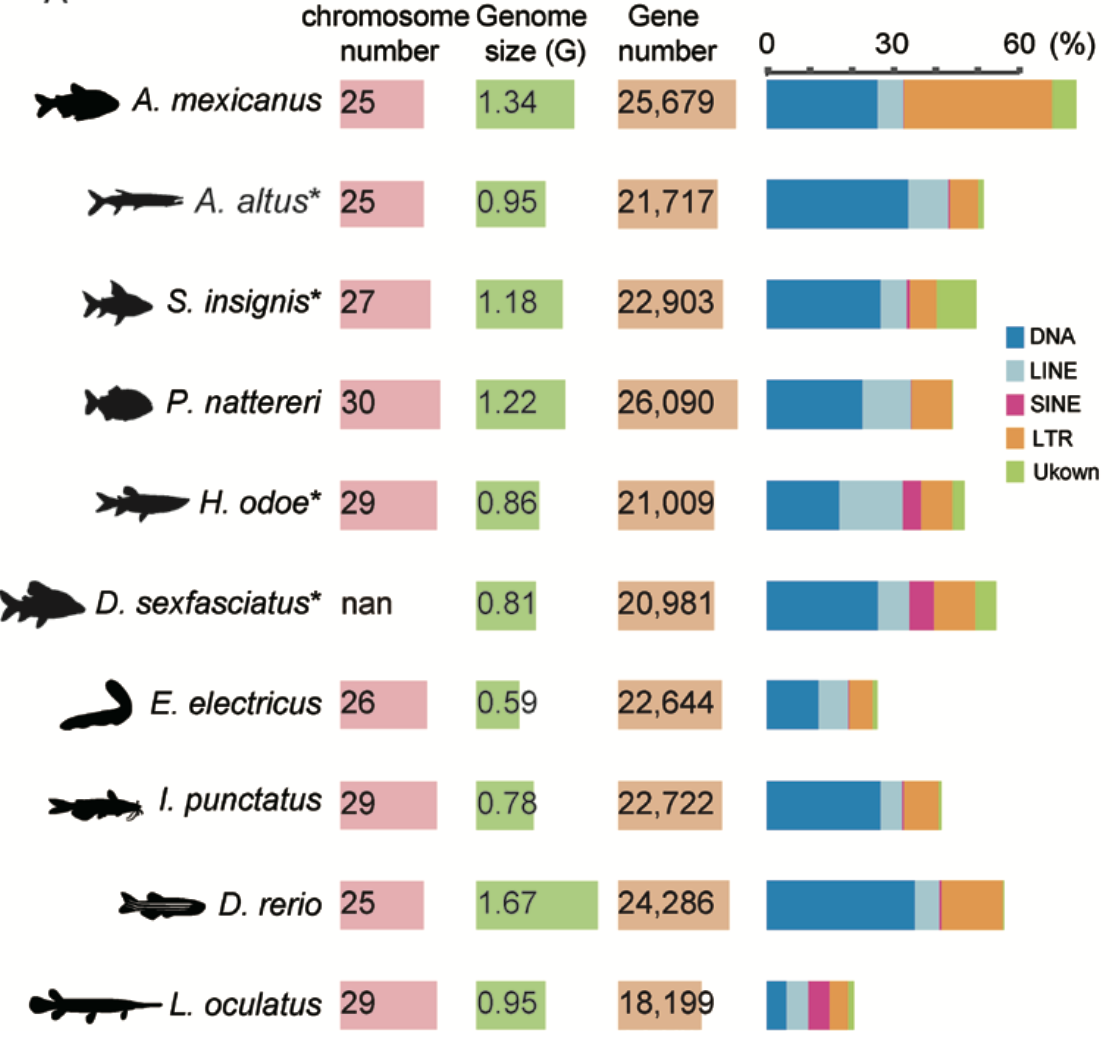 chromosome Genome Gene
number size (G) number
0 30 60 (%)
A. mexicanus 25 1.34 25,679
A. altus* 25 0.95 21,717
S. insignis* 27 1.18 22,903
DNA
LINE
P. nattereri 30 1.22 26,090
SINE
LTR
Ukown
H. odoe* 29 0.86 21,009
D. sexfasciatus* nan 0.81 20,981
E. electricus 26 0.59 22,644
I. punctatus 29 0.78 22,722
D. rerio 25 1.67 24,286
L. oculatus 29 0.95 18,199